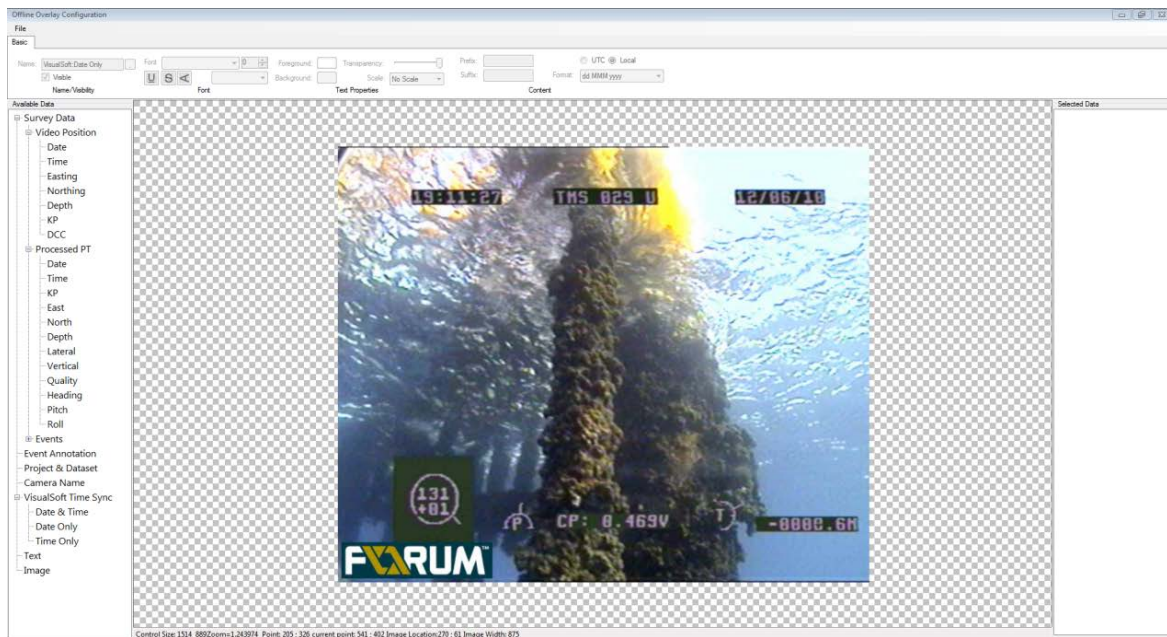 Offline Overlay Configuration
File
Basic
Name: VisualSoft:Date Only ...
Visible
Name/Visibility
Font 0
U S A
Font
Foreground:
Background:
Transparency:
Scale: No Scale
Text Properties
Prefix:
Suffix:
UTC Local
Format: dd MMM yyyy
Content
Available Data
Survey Data
Video Position
Date
Time
Easting
Northing
Depth
KP
DCC
Processed PT
Date
Time
KP
East
North
Depth
Lateral
Vertical
Quality
Heading
Pitch
Roll
Events
Event Annotation
Project & Dataset
Camera Name
VisualSoft Time Sync
Date & Time
Date Only
Time Only
Text
Image
19:11:27 TMS 029 U 12/06/10
131
+01
P CP: 0.469V T -0000.6M
FORUM™
Selected Data
Control Size: 1514 889Zoom=1.243974 Point: 205 : 326 current point: 541 : 402 Image Location:270 : 61 Image Width: 875